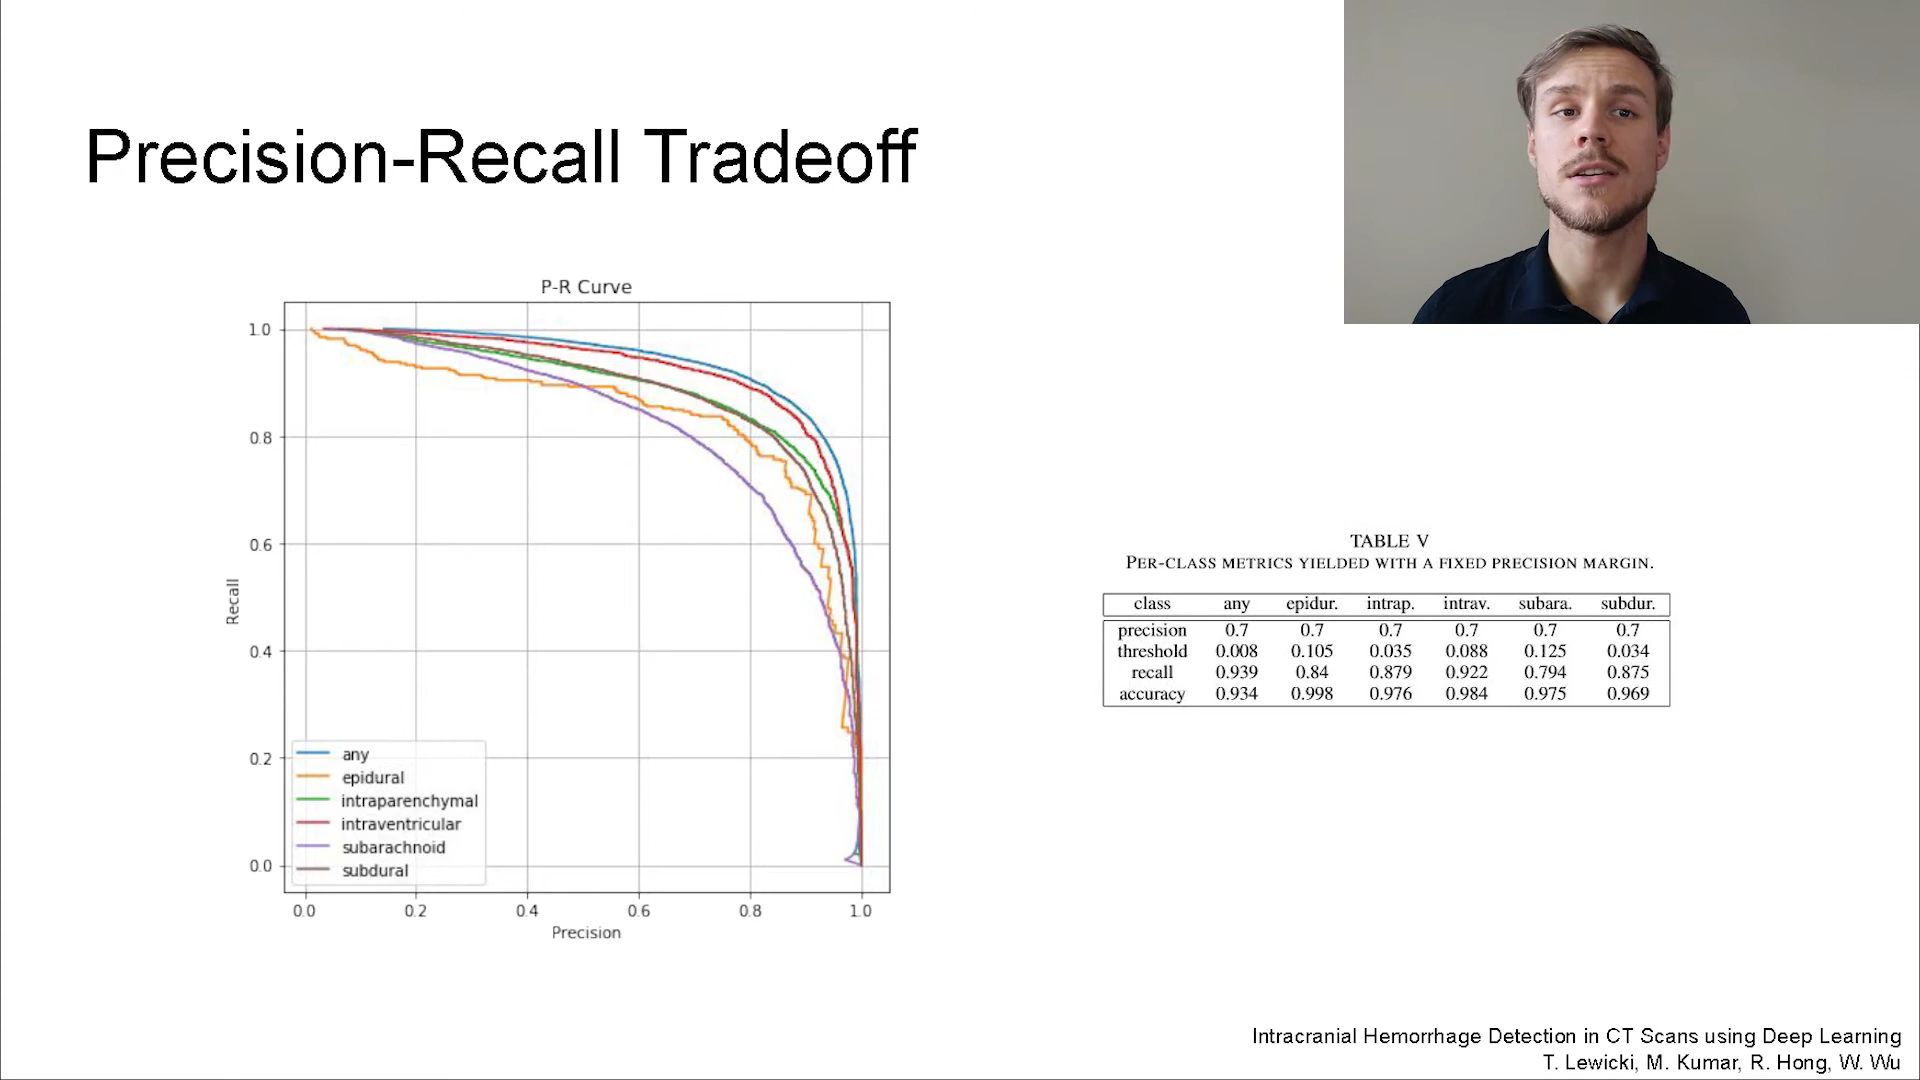 Precision-Recall Tradeoff
P-R Curve
1.0
0.8
0.6
0.4
0.2
0.0
Recall
any
epidural
intraparenchymal
intraventricular
subarachnoid
subdural
0.0 0.2 0.4 0.6 0.8 1.0
Precision
TABLE V
PER-CLASS METRICS YIELDED WITH A FIXED PRECISION MARGIN.
class any epidur. intrap. intrav. subara. subdur.
precision 0.7 0.7 0.7 0.7 0.7 0.7
threshold 0.008 0.105 0.035 0.088 0.125 0.034
recall 0.939 0.84 0.879 0.922 0.794 0.875
accuracy 0.934 0.998 0.976 0.984 0.975 0.969
Intracranial Hemorrhage Detection in CT Scans using Deep Learning
T. Lewicki, M. Kumar, R. Hong, W. Wu